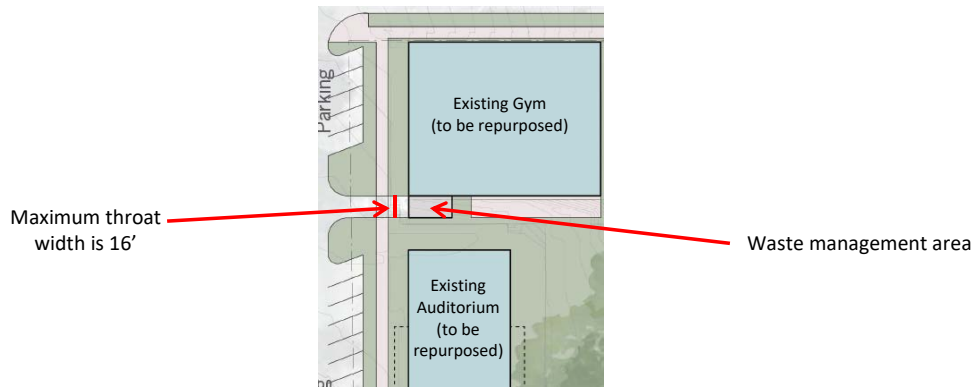 Parking
Existing Gym
(to be repurposed)
Maximum throat
width is 16’
Waste management area
Existing
Auditorium
(to be
repurposed)